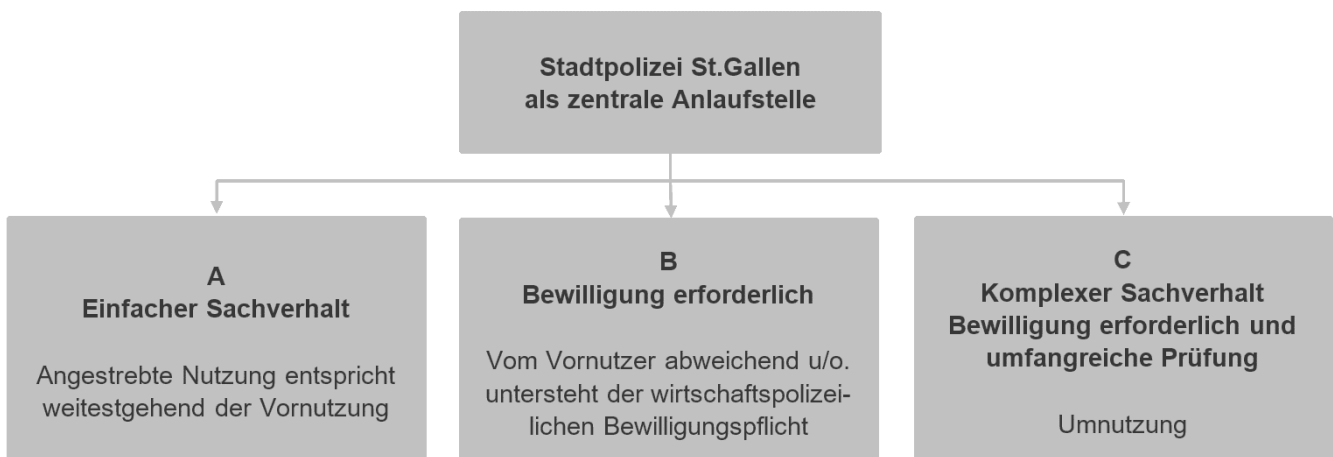 Stadtpolizei St.Gallen
als zentrale Anlaufstelle
A
Einfacher Sachverhalt
Angestrebte Nutzung entspricht
weitestgehend der Vornutzung
B
Bewilligung erforderlich
Vom Vornutzer abweichend u/o.
untersteht der wirtschaftspolizei-
lichen Bewilligungspflicht
C
Komplexer Sachverhalt
Bewilligung erforderlich und
umfangreiche Prüfung
Umnutzung